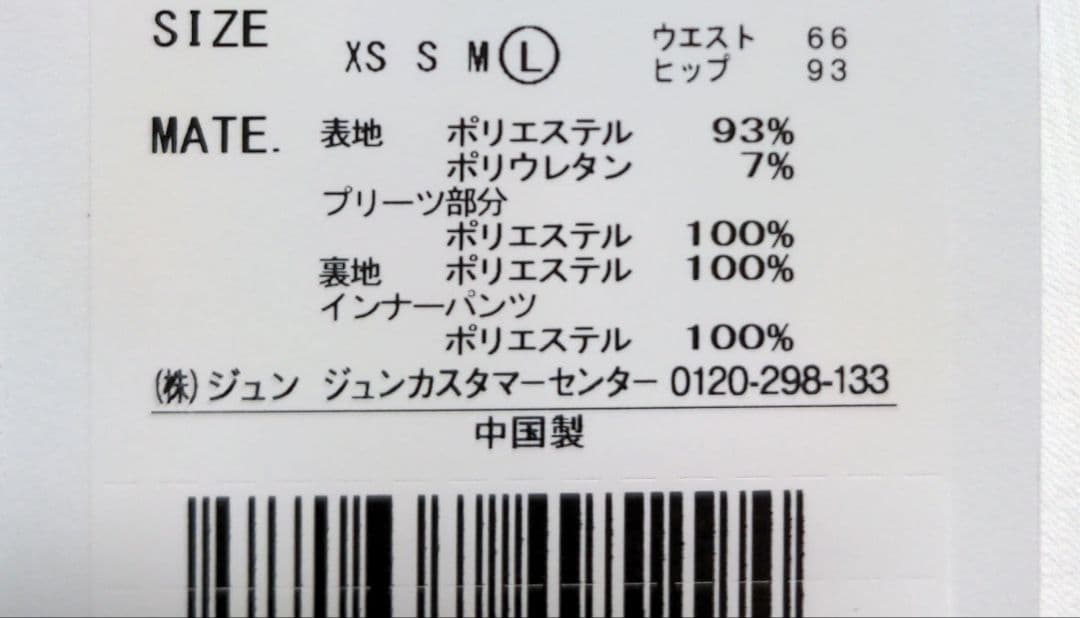 SIZE XS S M L ウエスト 66
ヒップ 93
MATE. 表地 ポリエステル 93%
ポリウレタン 7%
プリーツ部分
ポリエステル 100%
裏地 ポリエステル 100%
インナーパンツ
ポリエステル 100%
(株)ジュン ジュンカスタマーセンター 0120-298-133
中国製